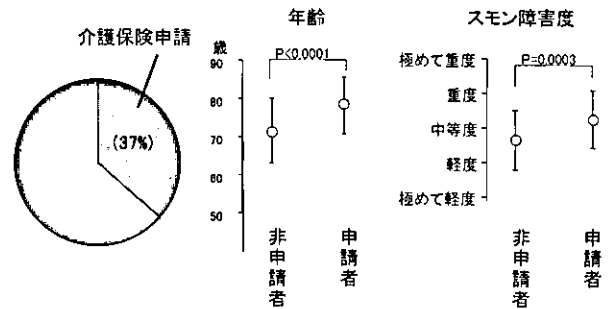 介護保険申請
(37%)
年齢
歳
90
80
70
60
50
P<0.0001
非申請者
申請者
スモン障害度
極めて重度
重度
中等度
軽度
極めて軽度
P=0.0003
非申請者
申請者